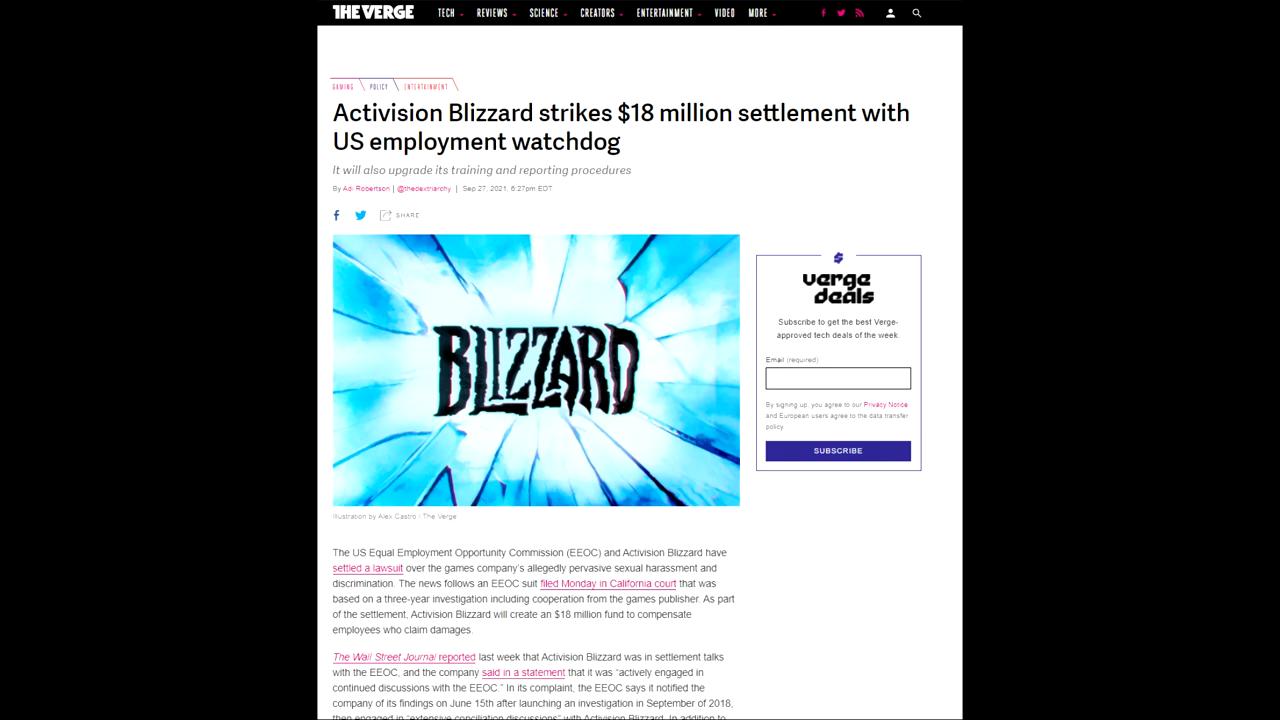 THE VERGE TECH REVIEWS SCIENCE CREATORS ENTERTAINMENT VIDEO MORE
GAMING POLICY ENTERTAINMENT
Activision Blizzard strikes $18 million settlement with
US employment watchdog
It will also upgrade its training and reporting procedures
By Adi Robertson | @thedextriarchy | Sep 27, 2021, 6:27pm EDT
SHARE
BLIZZARD
Illustration by Alex Castro / The Verge
verge
deals
Subscribe to get the best Verge-
approved tech deals of the week.
Email (required)
By signing up, you agree to our Privacy Notice
and European users agree to the data transfer
policy.
SUBSCRIBE
The US Equal Employment Opportunity Commission (EEOC) and Activision Blizzard have
settled a lawsuit over the games company's allegedly pervasive sexual harassment and
discrimination. The news follows an EEOC suit filed Monday in California court that was
based on a three-year investigation including cooperation from the games publisher. As part
of the settlement, Activision Blizzard will create an $18 million fund to compensate
employees who claim damages.
The Wall Street Journal reported last week that Activision Blizzard was in settlement talks
with the EEOC, and the company said in a statement that it was “actively engaged in
continued discussions with the EEOC.” In its complaint, the EEOC says it notified the
company of its findings on June 15th after launching an investigation in September of 2018,
then engaged in “extensive conciliation discussions” with Activision Blizzard. In addition to